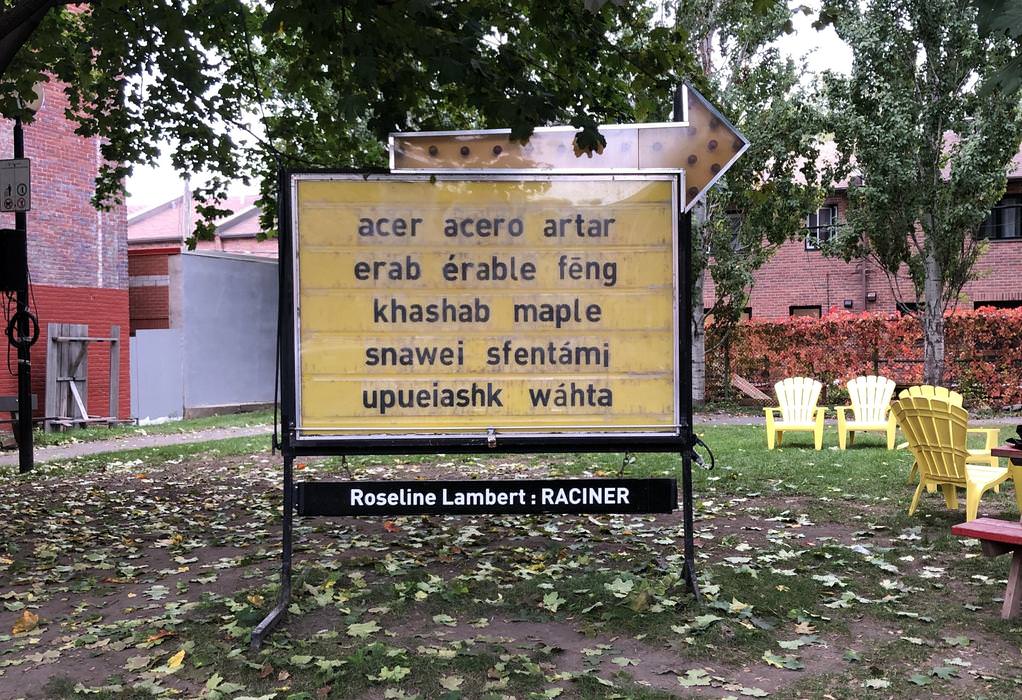 acer acero artar
erab érable fēng
khashab maple
snawei sfentámi
upueiashk wáhta
Roseline Lambert : RACINER